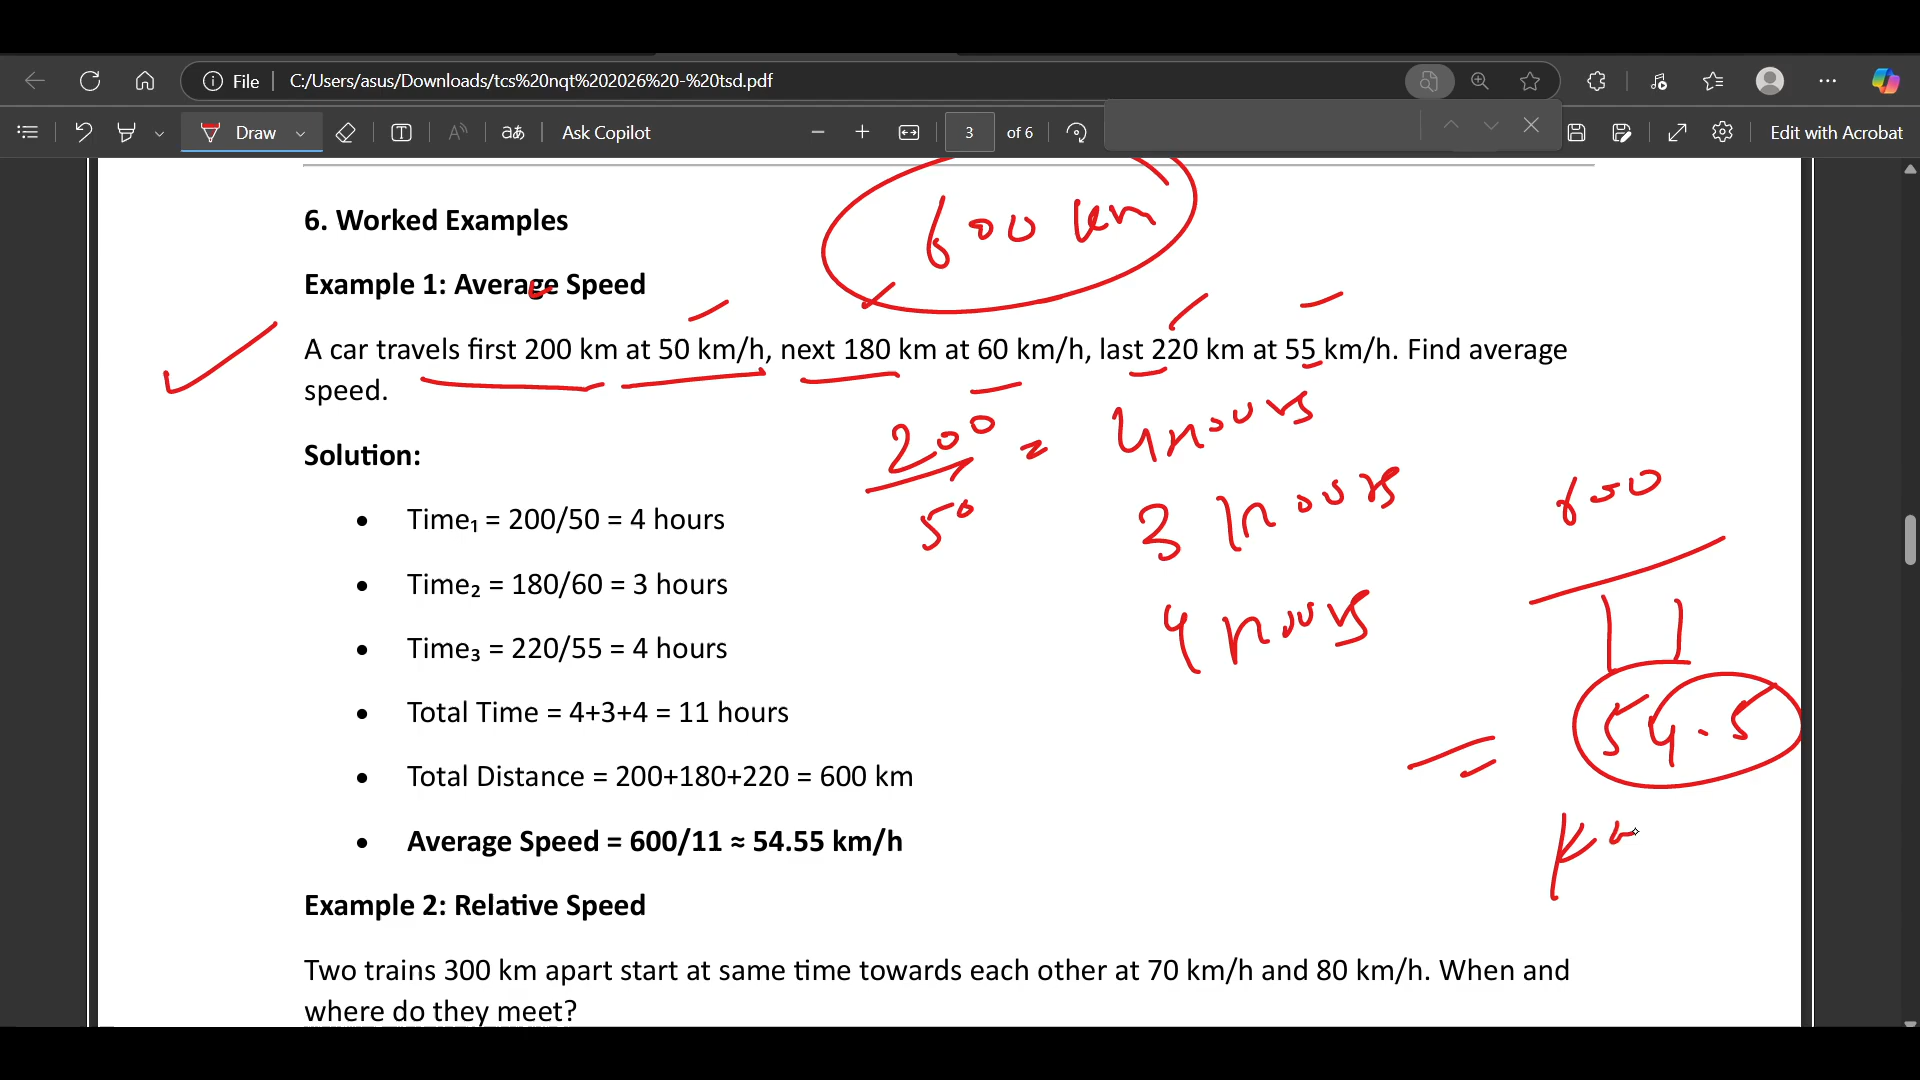 File C:/Users/asus/Downloads/tcs%20nqt%202026%20-%20tsd.pdf
Draw Ask Copilot 3 of 6 Edit with Acrobat
600 km
6. Worked Examples
Example 1: Average Speed
A car travels first 200 km at 50 km/h, next 180 km at 60 km/h, last 220 km at 55 km/h. Find average
speed.
200 = 4 hours
50
3 hours
4 hours
600
11
= 54.5
Solution:
• Time₁ = 200/50 = 4 hours
• Time₂ = 180/60 = 3 hours
• Time₃ = 220/55 = 4 hours
• Total Time = 4+3+4 = 11 hours
• Total Distance = 200+180+220 = 600 km
• Average Speed = 600/11 ≈ 54.55 km/h
Example 2: Relative Speed
Two trains 300 km apart start at same time towards each other at 70 km/h and 80 km/h. When and
where do they meet?